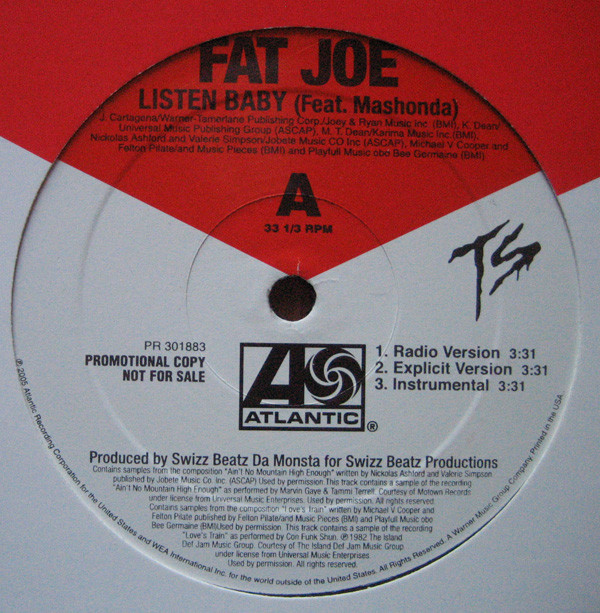 FAT JOE
LISTEN BABY (Feat. Mashonda)
J. Cartagena/Warner-Tamerlane Publishing Corp./Joey & Ryan Music Inc (BMI), K. Dean/
Universal Music Publishing Group (ASCAP), M. T. Dean/Karima Music Inc (BMI),
Nickolas Ashford and Valerie Simpson/Jobete Music CO Inc (ASCAP), Michael V Cooper and
Felton Pilate/and Music Pieces (BMI) and Playfull Music obo Bee Germaine (BMI)
A
33 1/3 RPM
TS
PR 301883
PROMOTIONAL COPY
NOT FOR SALE
ATLANTIC
®
1. Radio Version 3:31
2. Explicit Version 3:31
3. Instrumental 3:31
Produced by Swizz Beatz Da Monsta for Swizz Beatz Productions
Contains samples from the composition "Ain't No Mountain High Enough" written by Nickolas Ashford and Valorie Simpson
published by Jobete Music Co. Inc. (ASCAP) Used by permission. This track contains a sample of the recording
"Ain't No Mountain High Enough" as performed by Marvin Gaye & Tammi Terrell. Courtesy of Motown Records
under license from Universal Music Enterprises. Used by permission. All rights reserved.
Contains samples from the composition "Love's Train" written by Michael V Cooper and
Felton Pilate published by Felton Pilate/and Music Pieces (BMI) and Playful Music obo
Bee Germaine (BMI)Used by permission. This track contains a sample of the recording
"Love's Train" as performed by Con Funk Shun. ℗ 1982 The Island
Def Jam Music Group. Courtesy of The Island Def Jam Music Group
under license from Universal Music Enterprises.
Used by permission. All rights reserved.
℗ 2005 Atlantic Recording Corporation for the United States and WEA International Inc. for the world outside of the United States. All Rights Reserved. A Warner Music Group Company. Printed in the USA